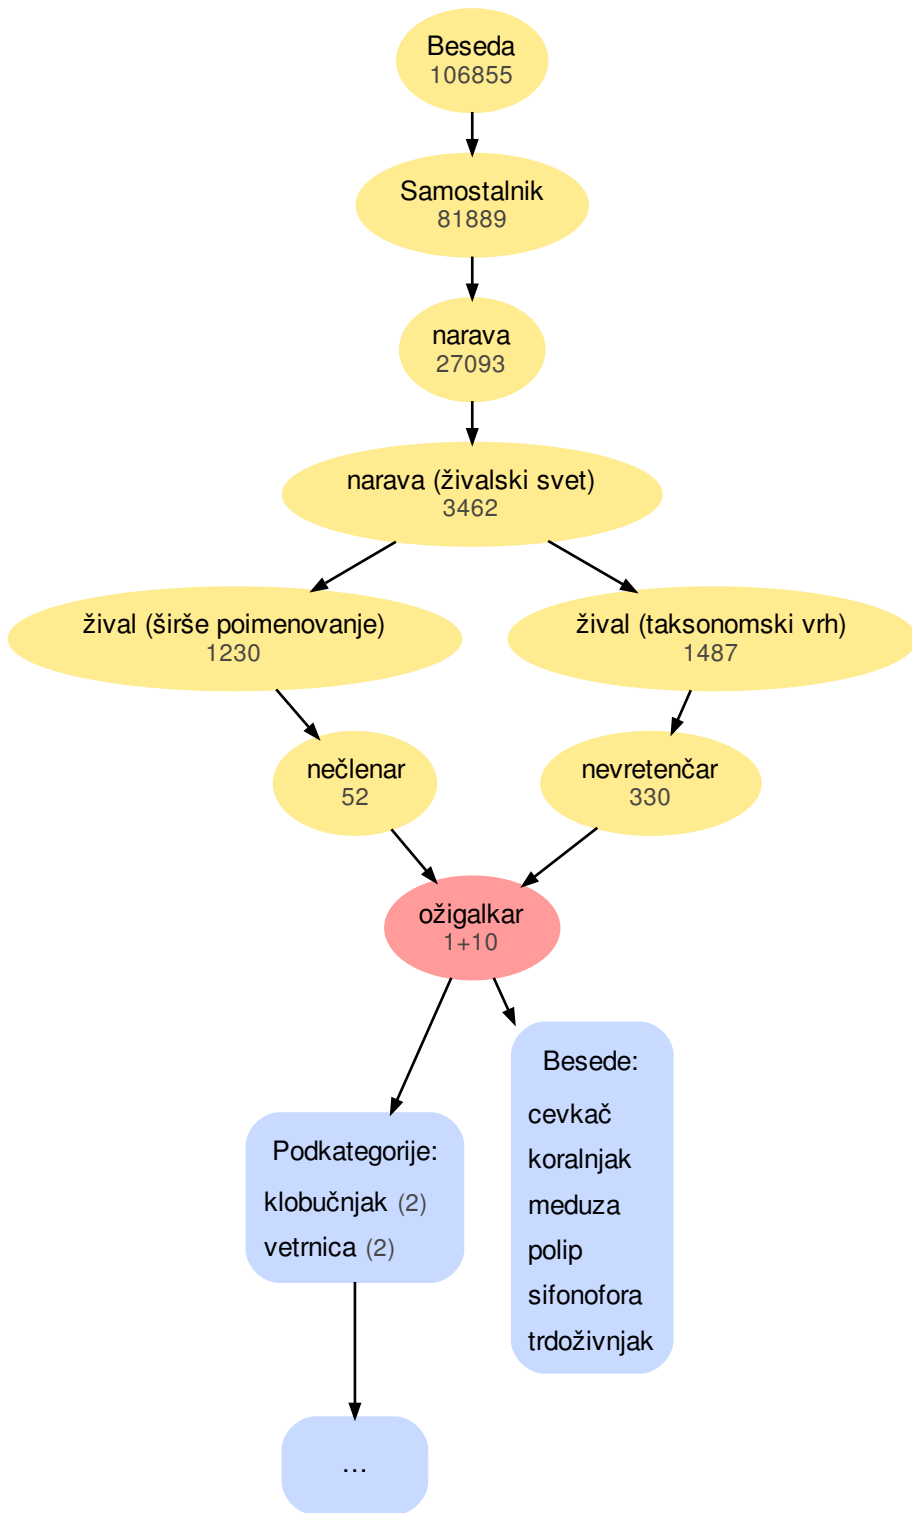 Beseda
106855
Samostalnik
81889
narava
27093
narava (živalski svet)
3462
žival (širše poimenovanje)
1230
žival (taksonomski vrh)
1487
nečlenar
52
nevretenčar
330
ožigalkar
1+10
Podkategorije:
klobučnjak (2)
vetrnica (2)
Besede:
cevkač
koralnjak
meduza
polip
sifonofora
trdoživnjak
...